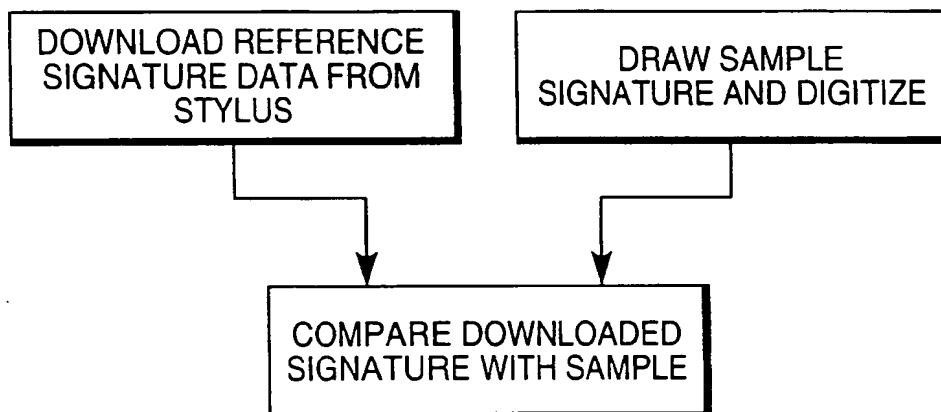 DOWNLOAD REFERENCE
SIGNATURE DATA FROM
STYLUS
DRAW SAMPLE
SIGNATURE AND DIGITIZE
COMPARE DOWNLOADED
SIGNATURE WITH SAMPLE